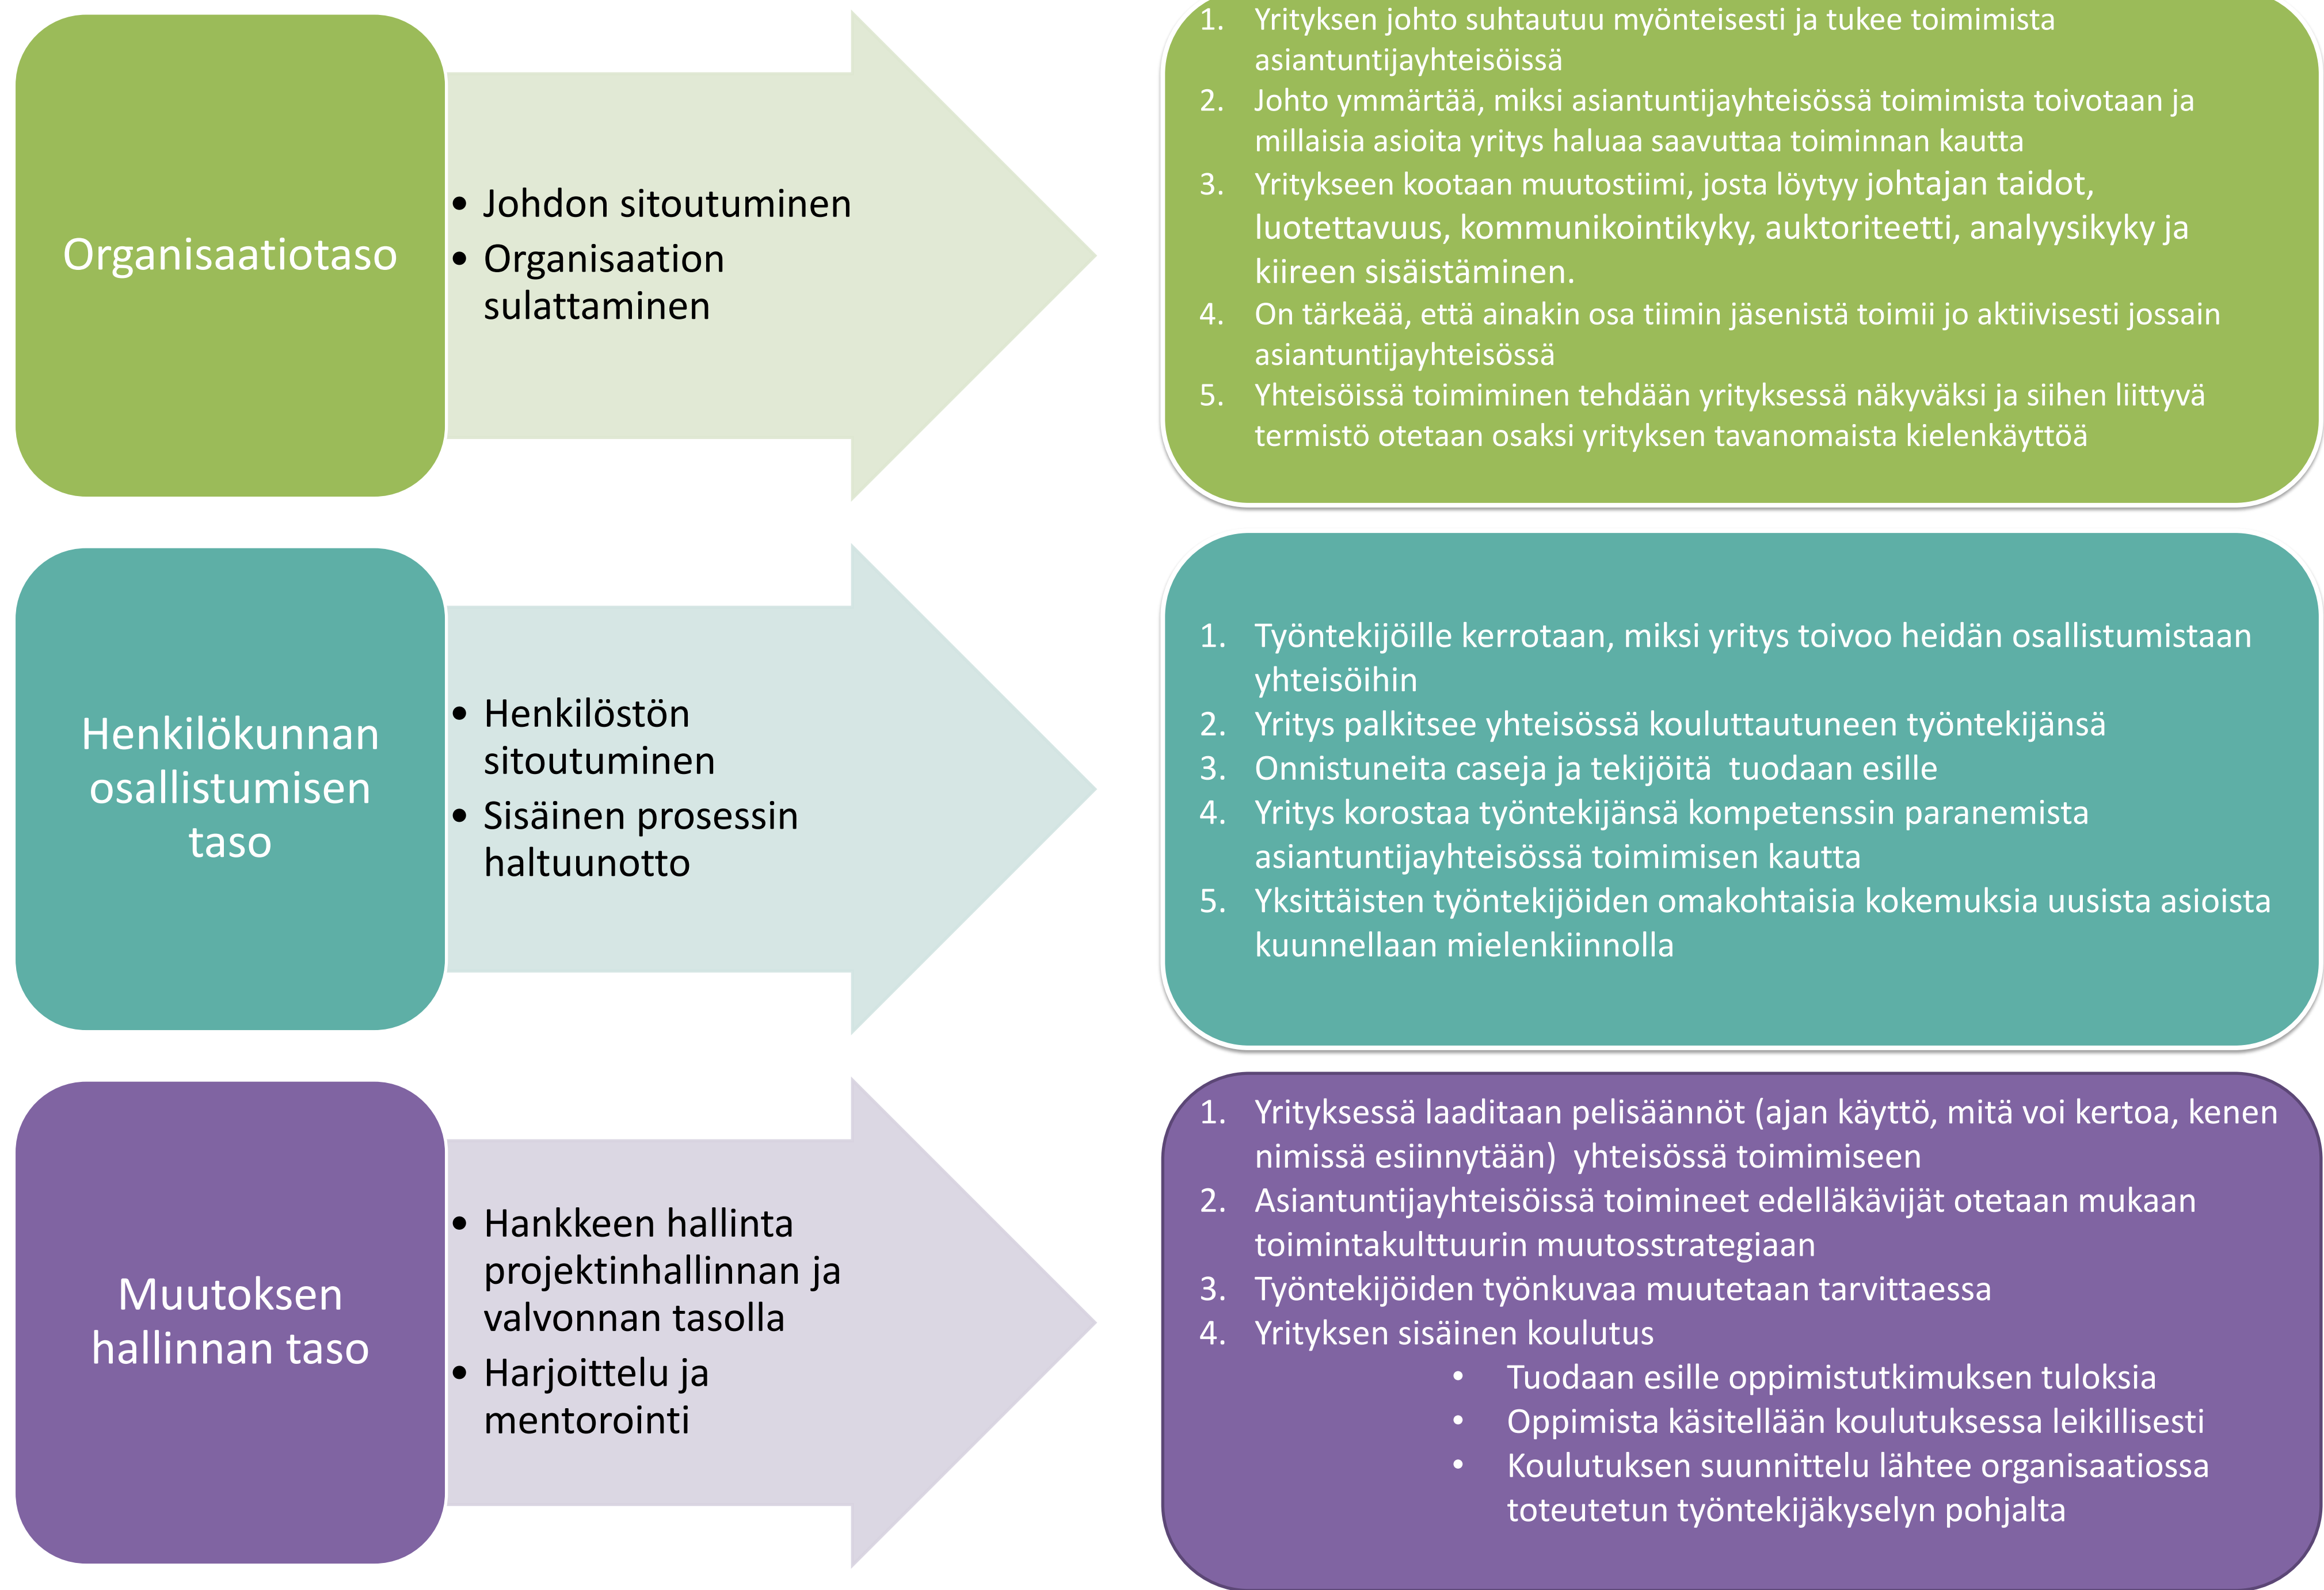 Organisaatiotaso
• Johdon sitoutuminen
• Organisaation
sulattaminen
1. Yrityksen johto suhtautuu myönteisesti ja tukee toimimista
asiantuntijayhteisöissä
2. Johto ymmärtää, miksi asiantuntijayhteisössä toimimista toivotaan ja
millaisia asioita yritys haluaa saavuttaa toiminnan kautta
3. Yritykseen kootaan muutostiimi, josta löytyy johtajan taidot,
luotettavuus, kommunikointikyky, auktoriteetti, analyysikyky ja
kiireen sisäistäminen.
4. On tärkeää, että ainakin osa tiimin jäsenistä toimii jo aktiivisesti jossain
asiantuntijayhteisössä
5. Yhteisöissä toimiminen tehdään yrityksessä näkyväksi ja siihen liittyvä
termistö otetaan osaksi yrityksen tavanomaista kielenkäyttöä
Henkilökunnan
osallistumisen
taso
• Henkilöstön
sitoutuminen
• Sisäinen prosessin
haltuunotto
1. Työntekijöille kerrotaan, miksi yritys toivoo heidän osallistumistaan
yhteisöihin
2. Yritys palkitsee yhteisössä kouluttautuneen työntekijänsä
3. Onnistuneita caseja ja tekijöitä  tuodaan esille
4. Yritys korostaa työntekijänsä kompetenssin paranemista
asiantuntijayhteisössä toimimisen kautta
5. Yksittäisten työntekijöiden omakohtaisia kokemuksia uusista asioista
kuunnellaan mielenkiinnolla
Muutoksen
hallinnan taso
• Hankkeen hallinta
projektinhallinnan ja
valvonnan tasolla
• Harjoittelu ja
mentorointi
1. Yrityksessä laaditaan pelisäännöt (ajan käyttö, mitä voi kertoa, kenen
nimissä esiinnytään)  yhteisössä toimimiseen
2. Asiantuntijayhteisöissä toimineet edelläkävijät otetaan mukaan
toimintakulttuurin muutosstrategiaan
3. Työntekijöiden työnkuvaa muutetaan tarvittaessa
4. Yrityksen sisäinen koulutus
• Tuodaan esille oppimistutkimuksen tuloksia
• Oppimista käsitellään koulutuksessa leikillisesti
• Koulutuksen suunnittelu lähtee organisaatiossa
toteutetun työntekijäkyselyn pohjalta